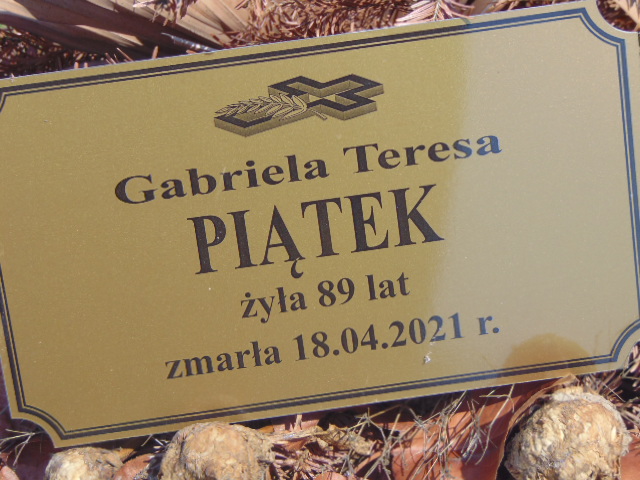 Gabriela Teresa
PIĄTEK
żyła 89 lat
zmarła 18.04.2021 r.